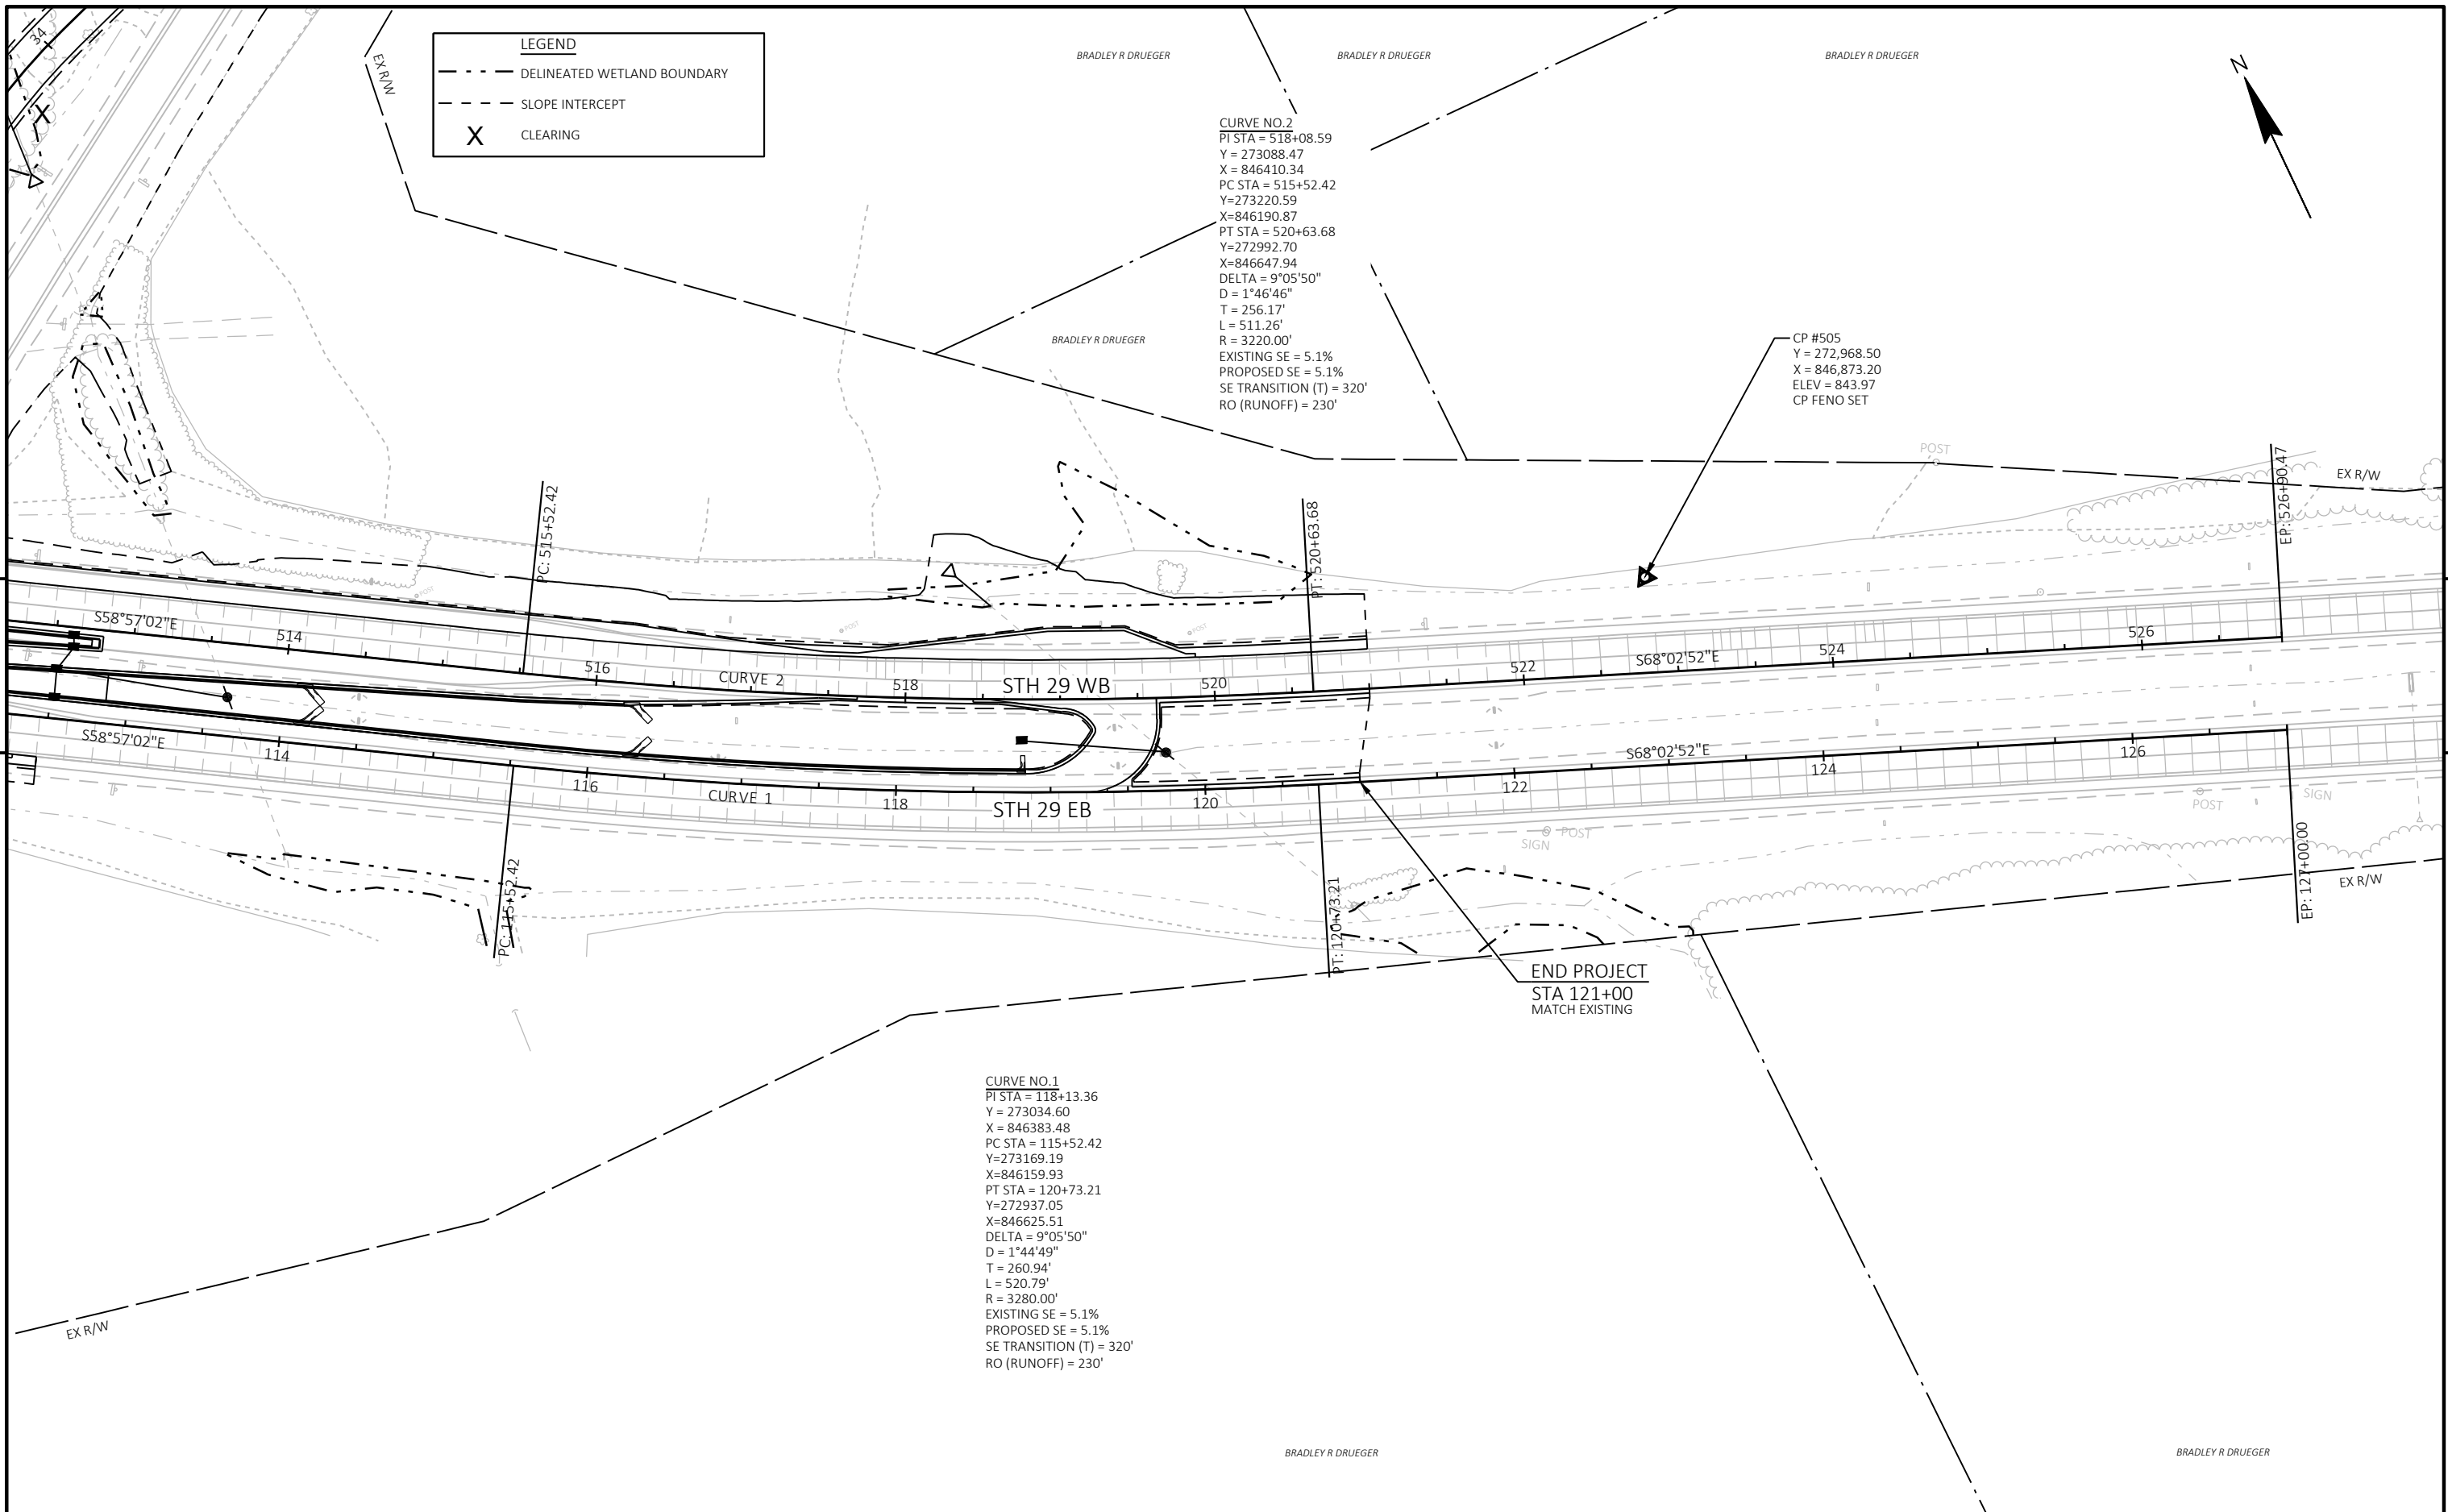 34
EX R/W
LEGEND
DELINEATED WETLAND BOUNDARY
SLOPE INTERCEPT
X CLEARING
X
BRADLEY R DRUEGER
BRADLEY R DRUEGER
BRADLEY R DRUEGER
N
CURVE NO.2
PI STA = 518+08.59
Y = 273088.47
X = 846410.34
PC STA = 515+52.42
Y=273220.59
X=846190.87
PT STA = 520+63.68
Y=272992.70
X=846647.94
DELTA = 9°05'50"
D = 1°46'46"
T = 256.17'
L = 511.26'
R = 3220.00'
EXISTING SE = 5.1%
PROPOSED SE = 5.1%
SE TRANSITION (T) = 320'
RO (RUNOFF) = 230'
BRADLEY R DRUEGER
CP #505
Y = 272,968.50
X = 846,873.20
ELEV = 843.97
CP FENO SET
POST
EX R/W
PC: 515+52.42
PT: 520+63.68
EP: 526+90.47
POST
POST
POST
S58°57'02"E
514
516
CURVE 2
518
STH 29 WB
520
522
S68°02'52"E
524
526
S58°57'02"E
114
116
CURVE 1
118
STH 29 EB
120
122
S68°02'52"E
124
126
POST
SIGN
SIGN
POST
PC: 115+52.42
PT: 120+73.21
EP: 127+00.00
EX R/W
END PROJECT
STA 121+00
MATCH EXISTING
CURVE NO.1
PI STA = 118+13.36
Y = 273034.60
X = 846383.48
PC STA = 115+52.42
Y=273169.19
X=846159.93
PT STA = 120+73.21
Y=272937.05
X=846625.51
DELTA = 9°05'50"
D = 1°44'49"
T = 260.94'
L = 520.79'
R = 3280.00'
EXISTING SE = 5.1%
PROPOSED SE = 5.1%
SE TRANSITION (T) = 320'
RO (RUNOFF) = 230'
EX R/W
BRADLEY R DRUEGER
BRADLEY R DRUEGER